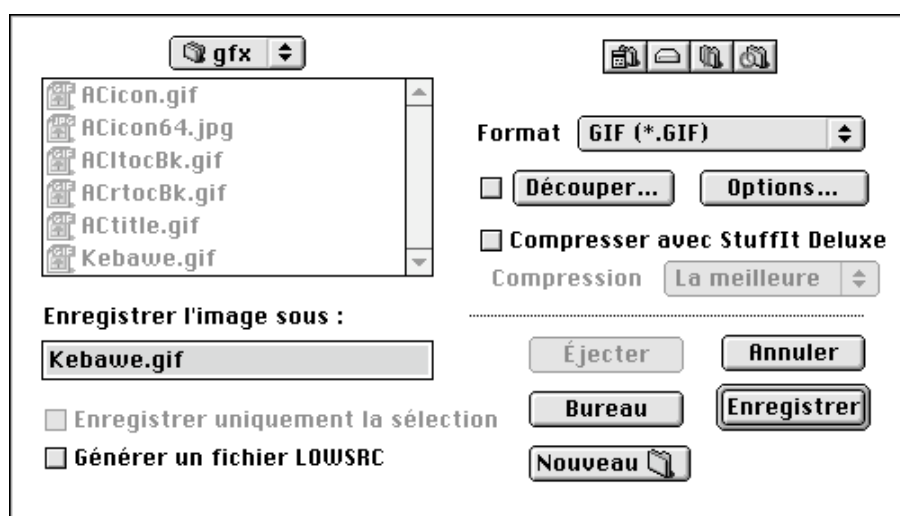 gfx
ACicon.gif
ACicon64.jpg
ACltocBk.gif
ACrtocBk.gif
ACtitle.gif
Kebawe.gif
Enregistrer l'image sous :
Kebawe.gif
Enregistrer uniquement la sélection
Générer un fichier LOWSRC
Format GIF (*.GIF)
Découper... Options...
Compresser avec StuffIt Deluxe
Compression La meilleure
Éjecter Annuler
Bureau Enregistrer
Nouveau